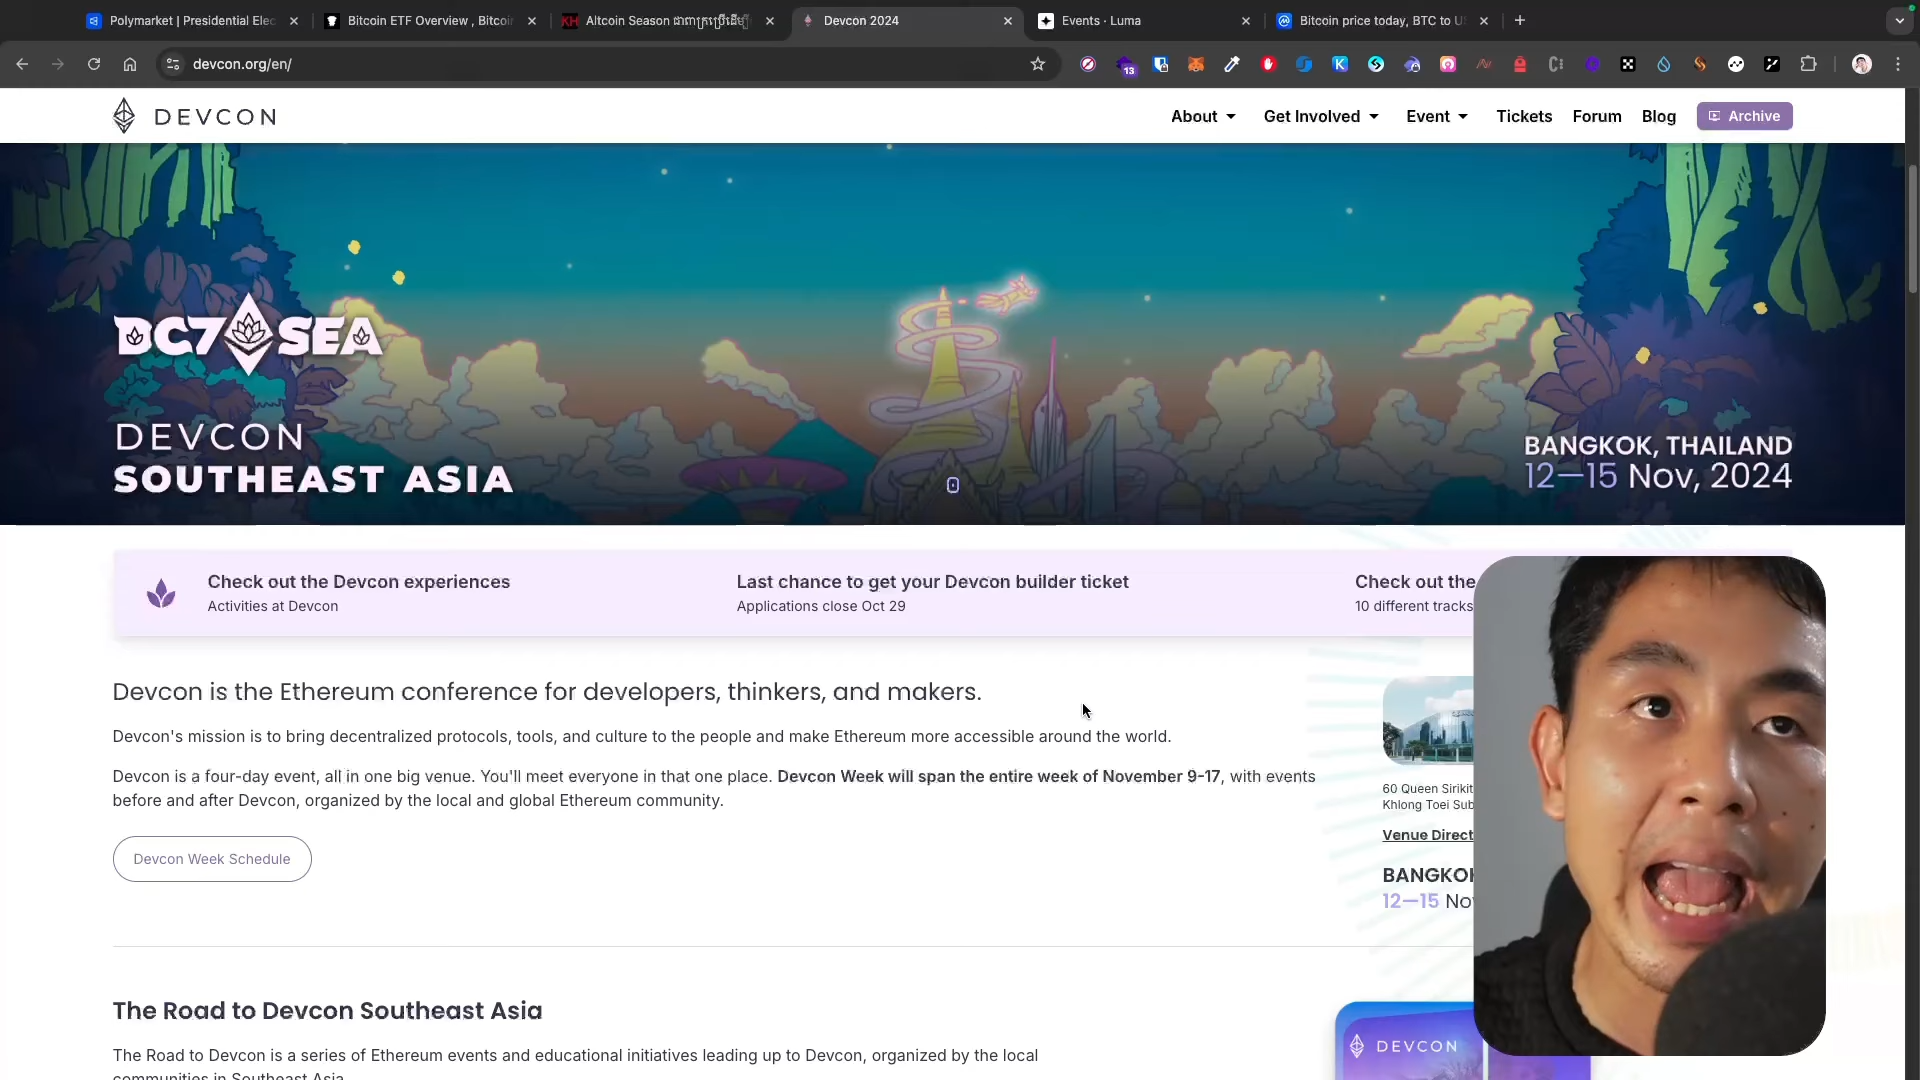 Polymarket | Presidential Elec
Bitcoin ETF Overview , Bitcoi
Altcoin Season
Devcon 2024
Events · Luma
Bitcoin price today, BTC to U
devcon.org/en/
13
DEVCON
About
Get Involved
Event
Tickets
Forum
Blog
Archive
DC7 SEA
DEVCON
SOUTHEAST ASIA
BANGKOK, THAILAND
12—15 Nov, 2024
Check out the Devcon experiences
Activities at Devcon
Last chance to get your Devcon builder ticket
Applications close Oct 29
Check out the
10 different tracks
Devcon is the Ethereum conference for developers, thinkers, and makers.
Devcon's mission is to bring decentralized protocols, tools, and culture to the people and make Ethereum more accessible around the world.
Devcon is a four-day event, all in one big venue. You'll meet everyone in that one place. Devcon Week will span the entire week of November 9-17, with events
before and after Devcon, organized by the local and global Ethereum community.
Devcon Week Schedule
60 Queen Sirikit
Khlong Toei Sub
Venue Direct
BANGKOK
12—15 Nov
The Road to Devcon Southeast Asia
The Road to Devcon is a series of Ethereum events and educational initiatives leading up to Devcon, organized by the local
communities in Southeast Asia.
DEVCON